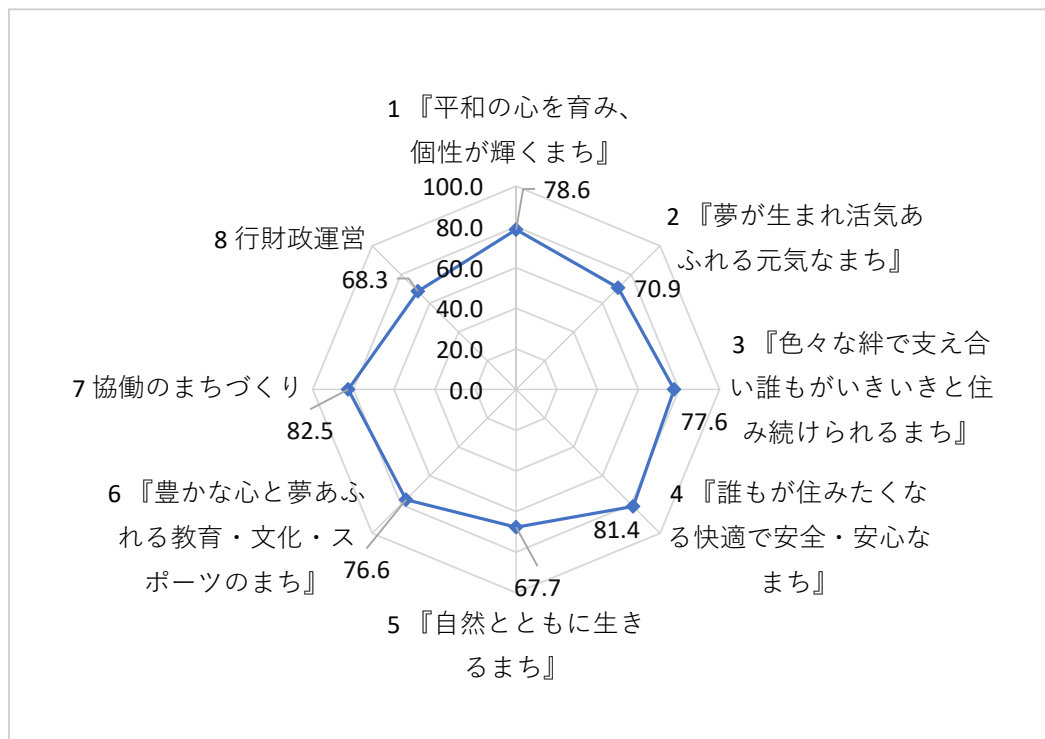 1 『平和の心を育み、
個性が輝くまち』
100.0
78.6
80.0
60.0
40.0
20.0
0.0
2 『夢が生まれ活気あ
ふれる元気なまち』
70.9
3 『色々な絆で支え合
い誰もがいきいきと住
み続けられるまち』
77.6
4 『誰もが住みたくな
る快適で安全・安心な
まち』
81.4
5 『自然とともに生き
るまち』
67.7
6 『豊かな心と夢あふ
れる教育・文化・ス
ポーツのまち』
76.6
7 協働のまちづくり
82.5
8 行財政運営
68.3